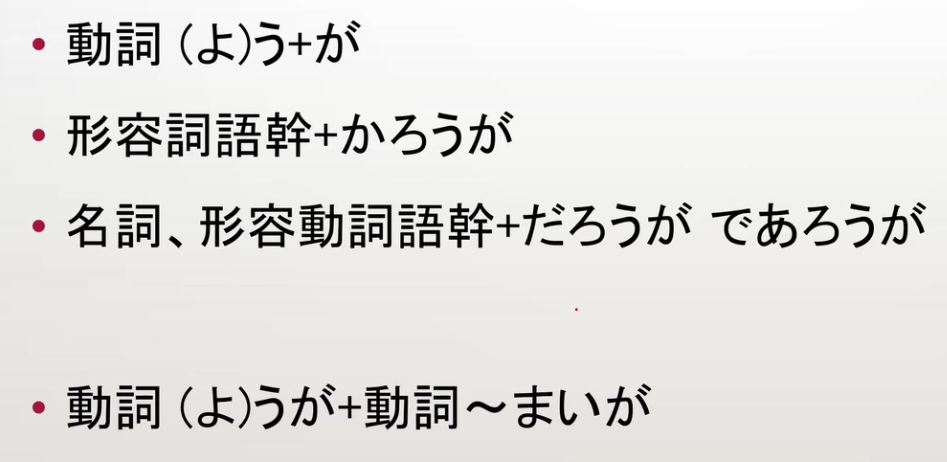 • 動詞 (よ)う+が
• 形容詞語幹+かろうが
• 名詞、形容動詞語幹+だろうが であろうが
• 動詞 (よ)うが+動詞～まいが